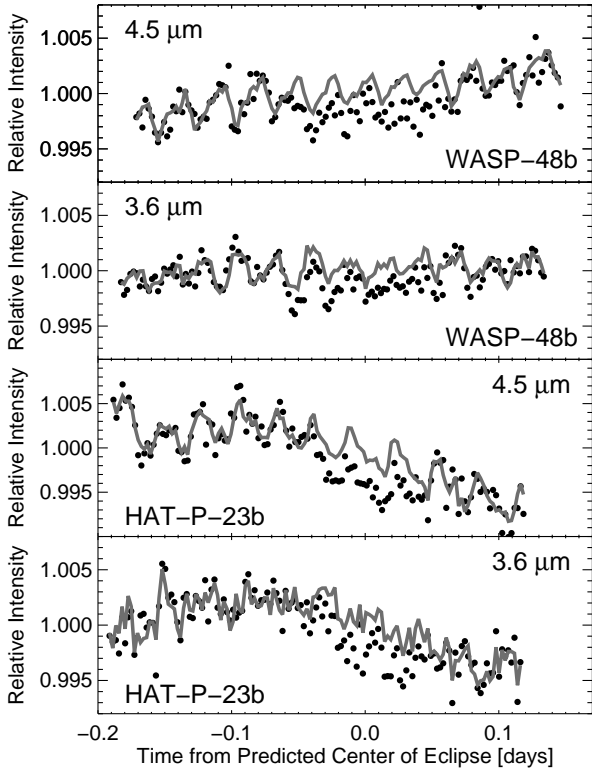 4.5 μm
1.005
1.000
0.995
Relative Intensity
WASP−48b
3.6 μm
1.005
1.000
0.995
Relative Intensity
WASP−48b
4.5 μm
1.005
1.000
0.995
Relative Intensity
HAT−P−23b
3.6 μm
1.005
1.000
0.995
Relative Intensity
HAT−P−23b
−0.2 −0.1 0.0 0.1
Time from Predicted Center of Eclipse [days]